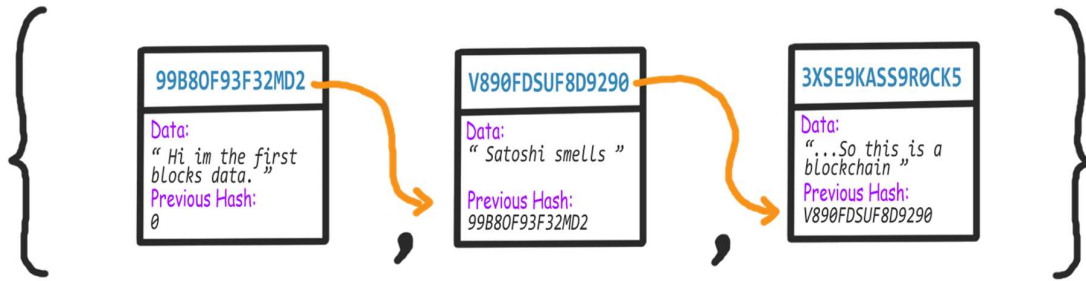 99B8OF93F32MD2
Data:
“ Hi im the first
blocks data. ”
Previous Hash:
0
,
V890FDSUF8D9290
Data:
“ Satoshi smells ”
Previous Hash:
99B8OF93F32MD2
,
3XSE9KASS9R0CK5
Data:
“...So this is a
blockchain ”
Previous Hash:
V890FDSUF8D9290